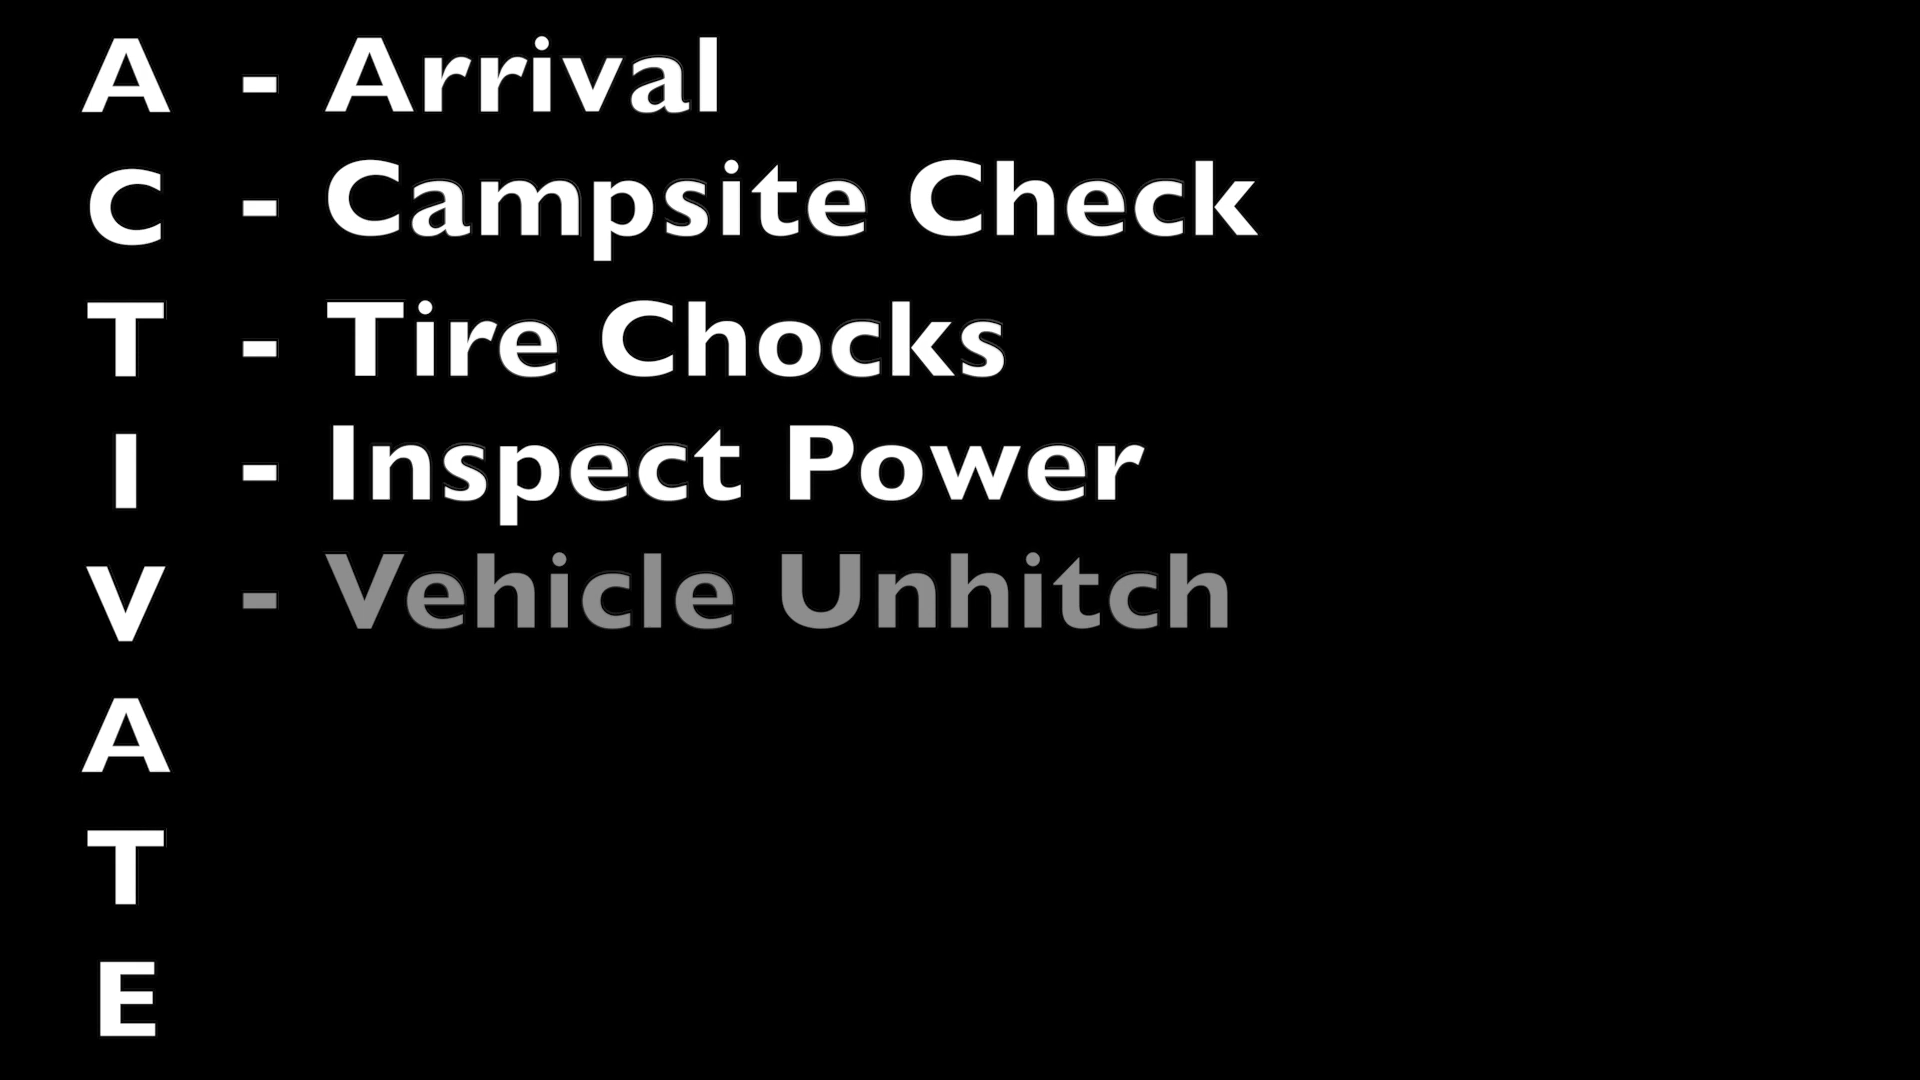 A - Arrival
C - Campsite Check
T - Tire Chocks
I - Inspect Power
V - Vehicle Unhitch
A
T
E